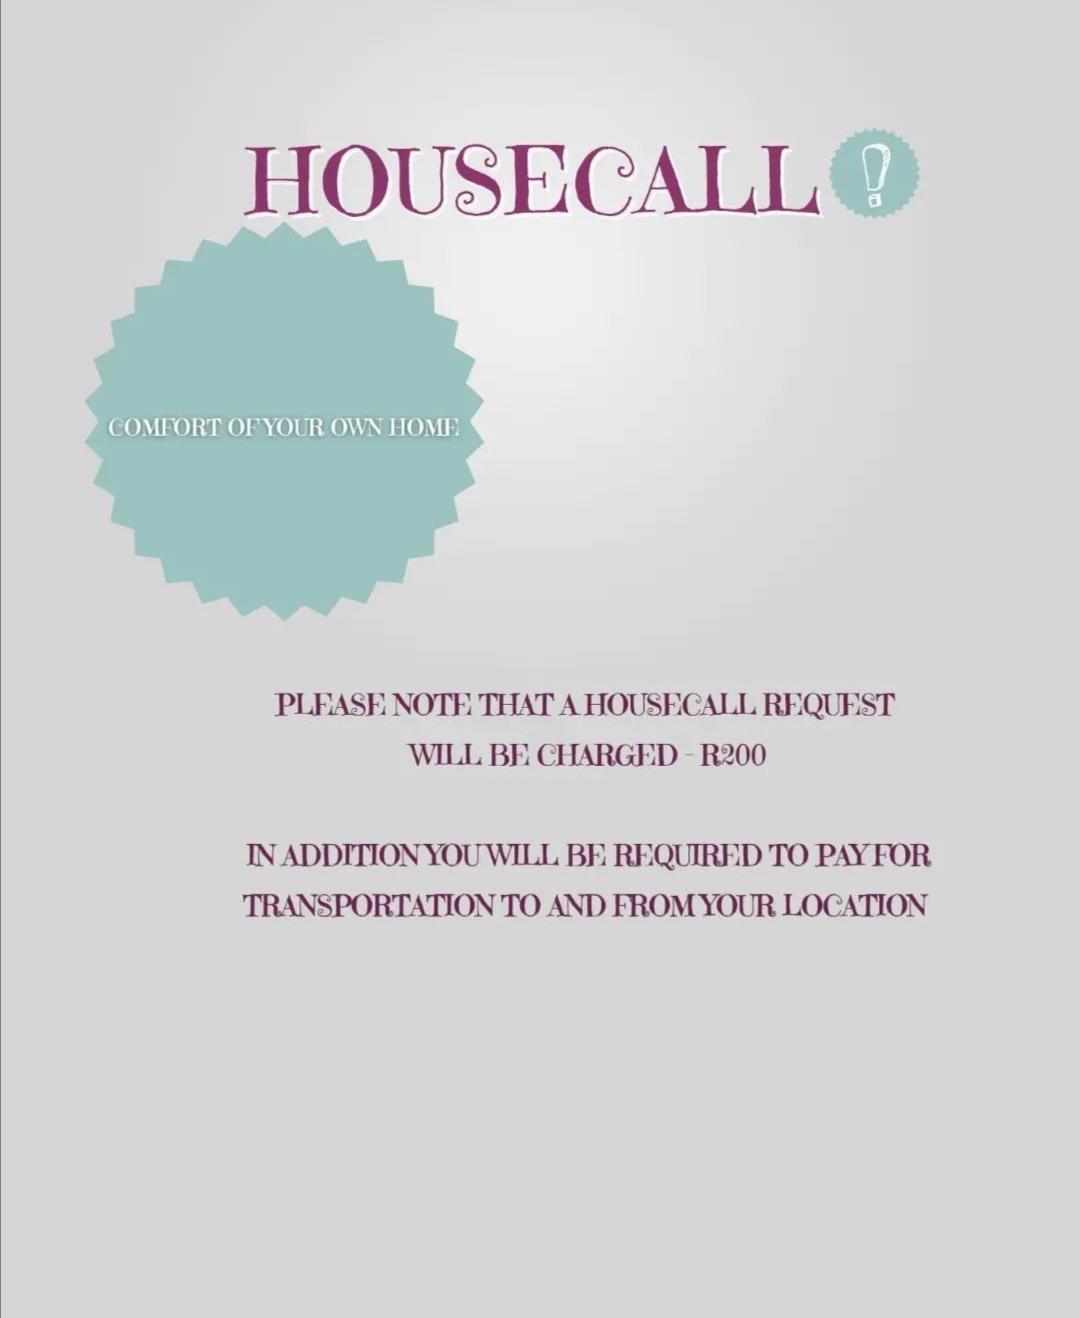 HOUSECALL!
COMFORT OF YOUR OWN HOME
PLEASE NOTE THAT A HOUSECALL REQUEST
WILL BE CHARGED - R200
IN ADDITION YOU WILL BE REQUIRED TO PAY FOR
TRANSPORTATION TO AND FROM YOUR LOCATION